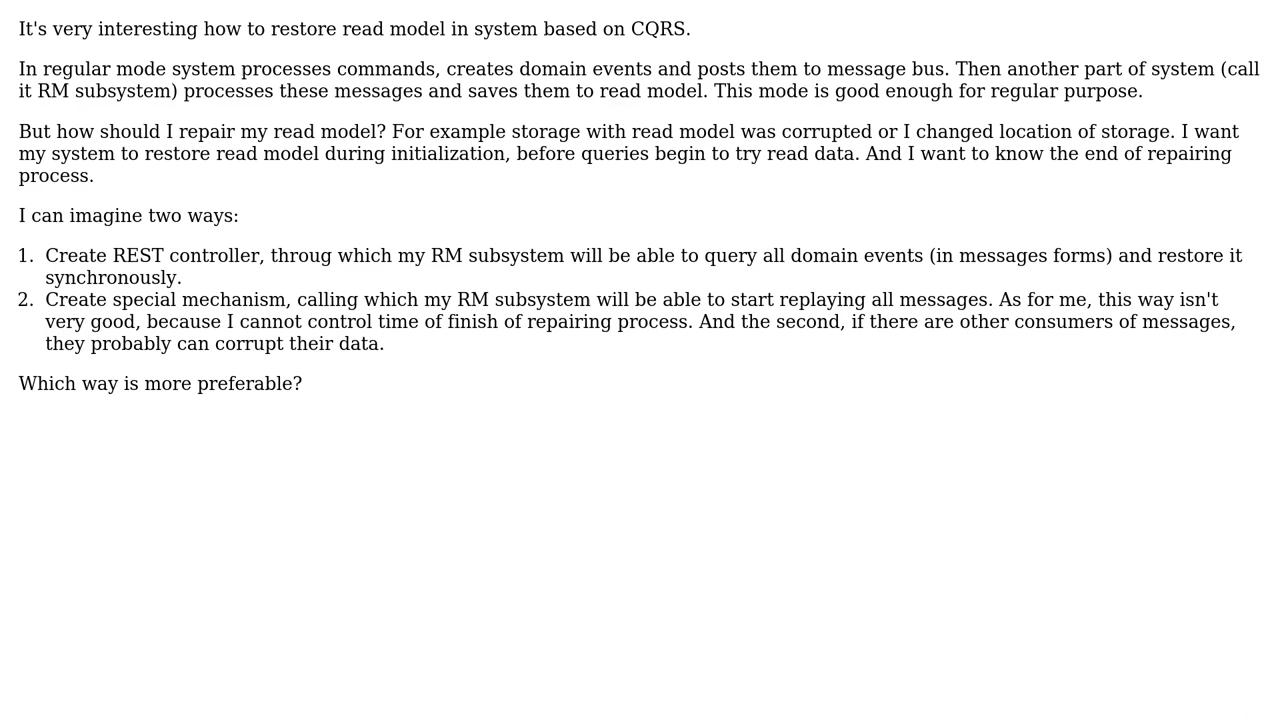 It's very interesting how to restore read model in system based on CQRS.
In regular mode system processes commands, creates domain events and posts them to message bus. Then another part of system (call
it RM subsystem) processes these messages and saves them to read model. This mode is good enough for regular purpose.
But how should I repair my read model? For example storage with read model was corrupted or I changed location of storage. I want
my system to restore read model during initialization, before queries begin to try read data. And I want to know the end of repairing
process.
I can imagine two ways:
1. Create REST controller, throug which my RM subsystem will be able to query all domain events (in messages forms) and restore it
synchronously.
2. Create special mechanism, calling which my RM subsystem will be able to start replaying all messages. As for me, this way isn't
very good, because I cannot control time of finish of repairing process. And the second, if there are other consumers of messages,
they probably can corrupt their data.
Which way is more preferable?